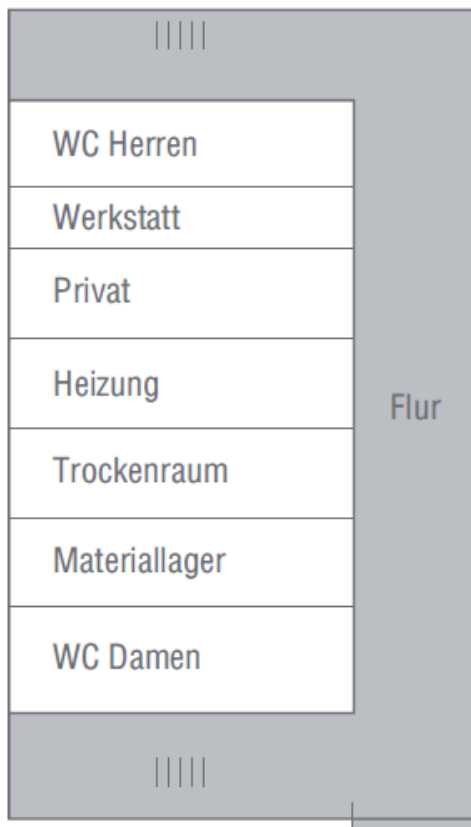 WC Herren
Werkstatt
Privat
Heizung
Flur
Trockenraum
Materiallager
WC Damen